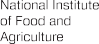 National Institute
of Food and
Agriculture